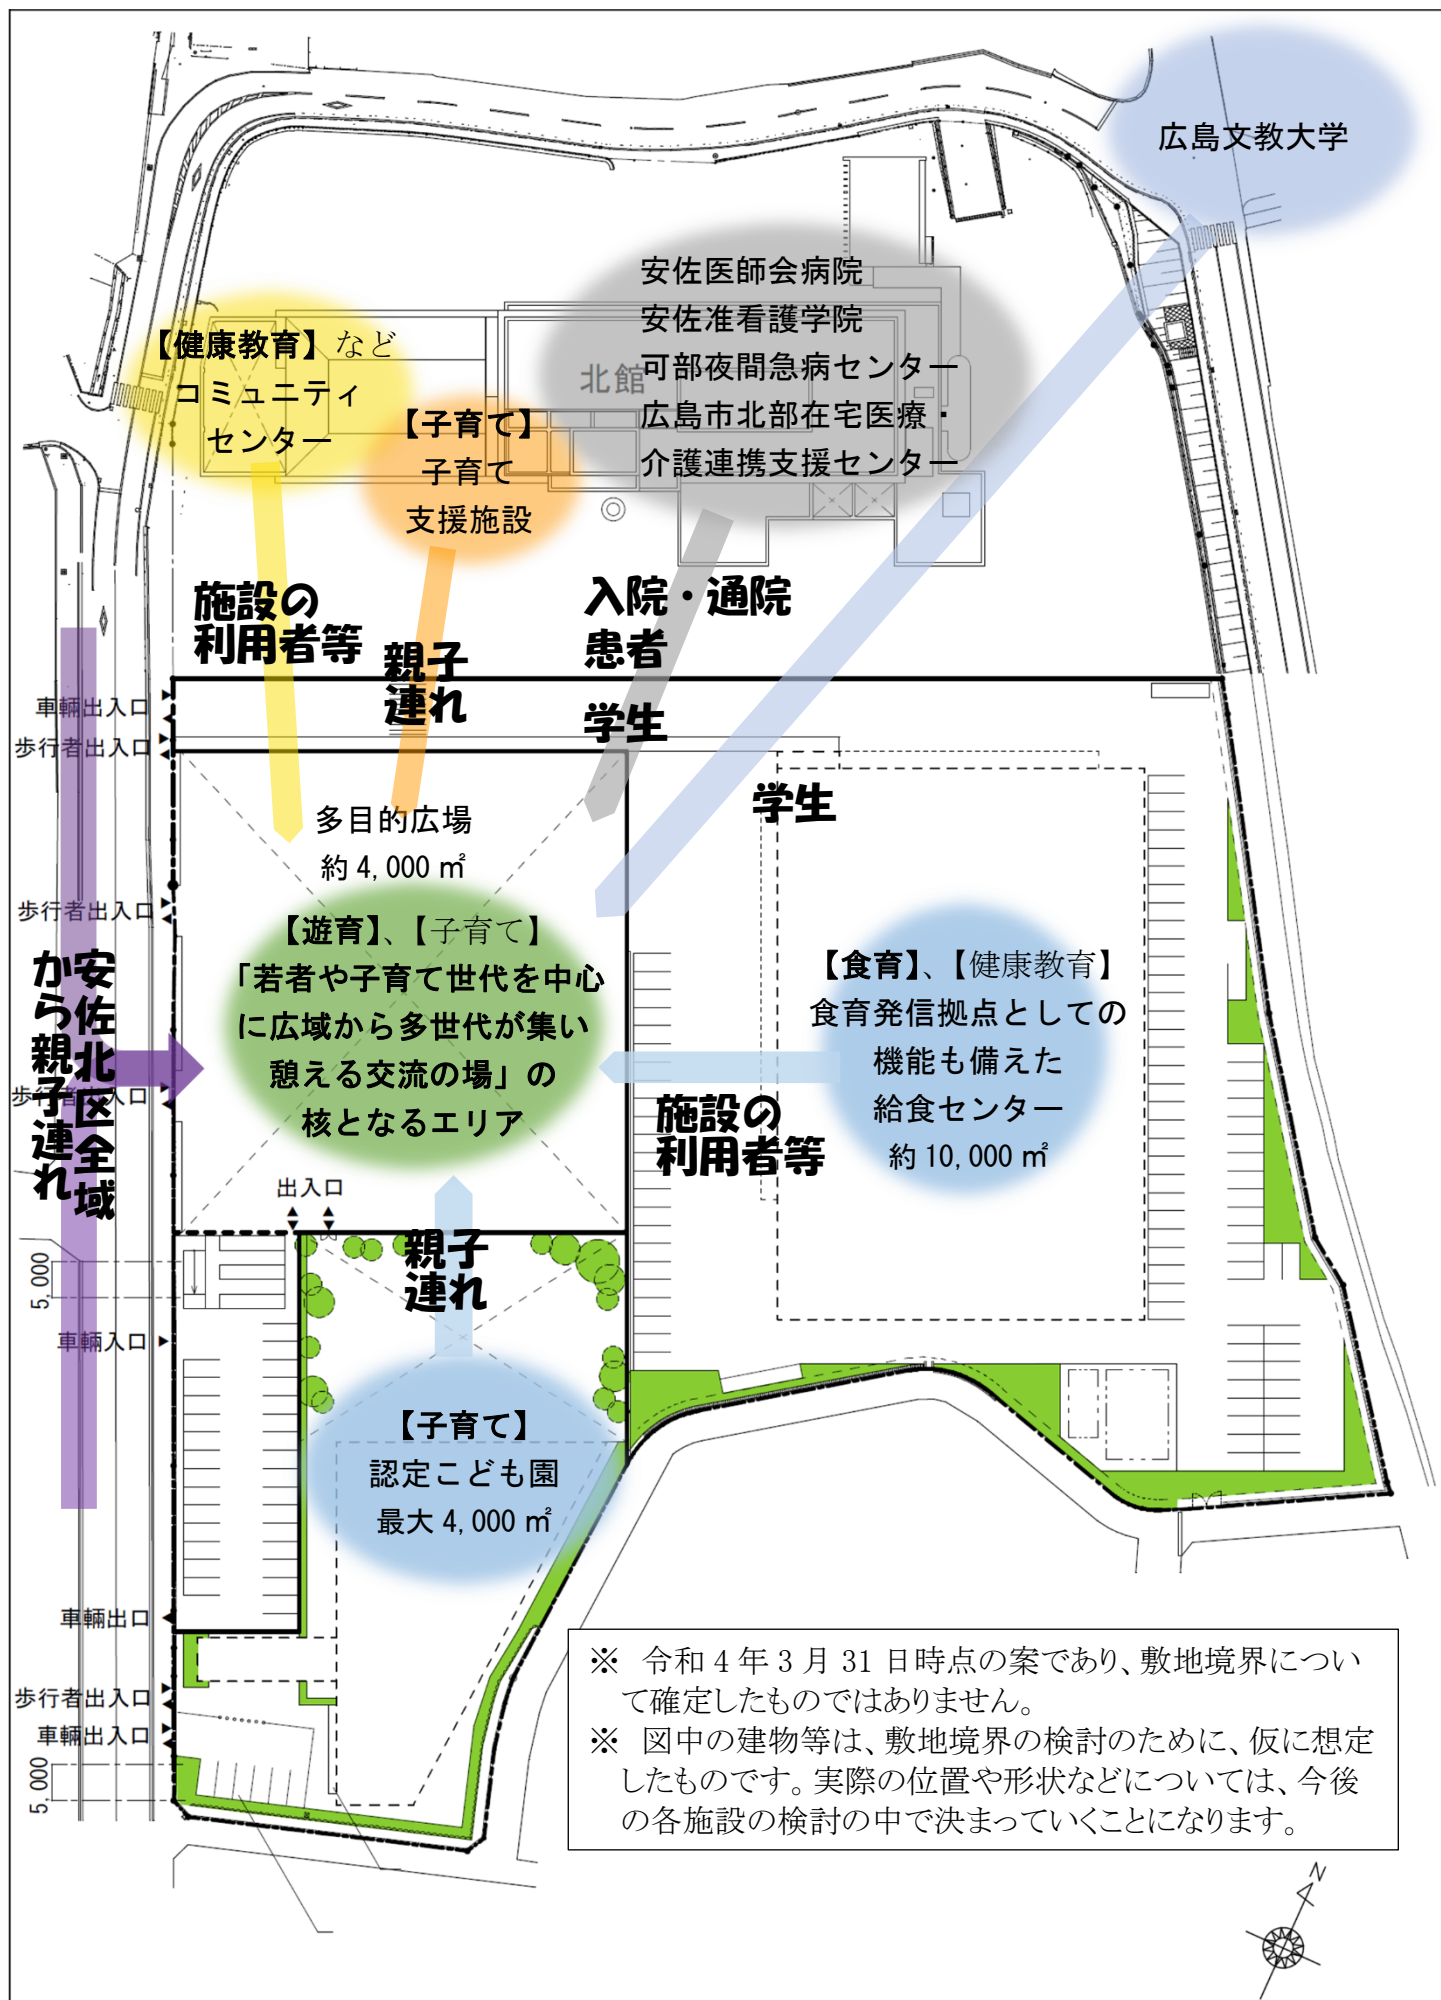 広島文教大学
安佐医師会病院
安佐准看護学院
可部夜間急病センター
広島市北部在宅医療・
介護連携支援センター
北館
【健康教育】など
コミュニティ
センター
【子育て】
子育て
支援施設
施設の
利用者等
親子
連れ
入院・通院
患者
学生
学生
車輌出入口
歩行者出入口
多目的広場
約4,000㎡
歩行者出入口
【遊育】、【子育て】
「若者や子育て世代を中心
に広域から多世代が集い
憩える交流の場」の
核となるエリア
【食育】、【健康教育】
食育発信拠点としての
機能も備えた
給食センター
約10,000㎡
安佐北区全域
から親子連れ
歩行者出入口
施設の
利用者等
出入口
親子
連れ
5,000
車輌入口
【子育て】
認定こども園
最大4,000㎡
車輌出口
歩行者出入口
車輌出入口
5,000
※ 令和4年3月31日時点の案であり、敷地境界につい
て確定したものではありません。
※ 図中の建物等は、敷地境界の検討のために、仮に想定
したものです。実際の位置や形状などについては、今後
の各施設の検討の中で決まっていくことになります。
N